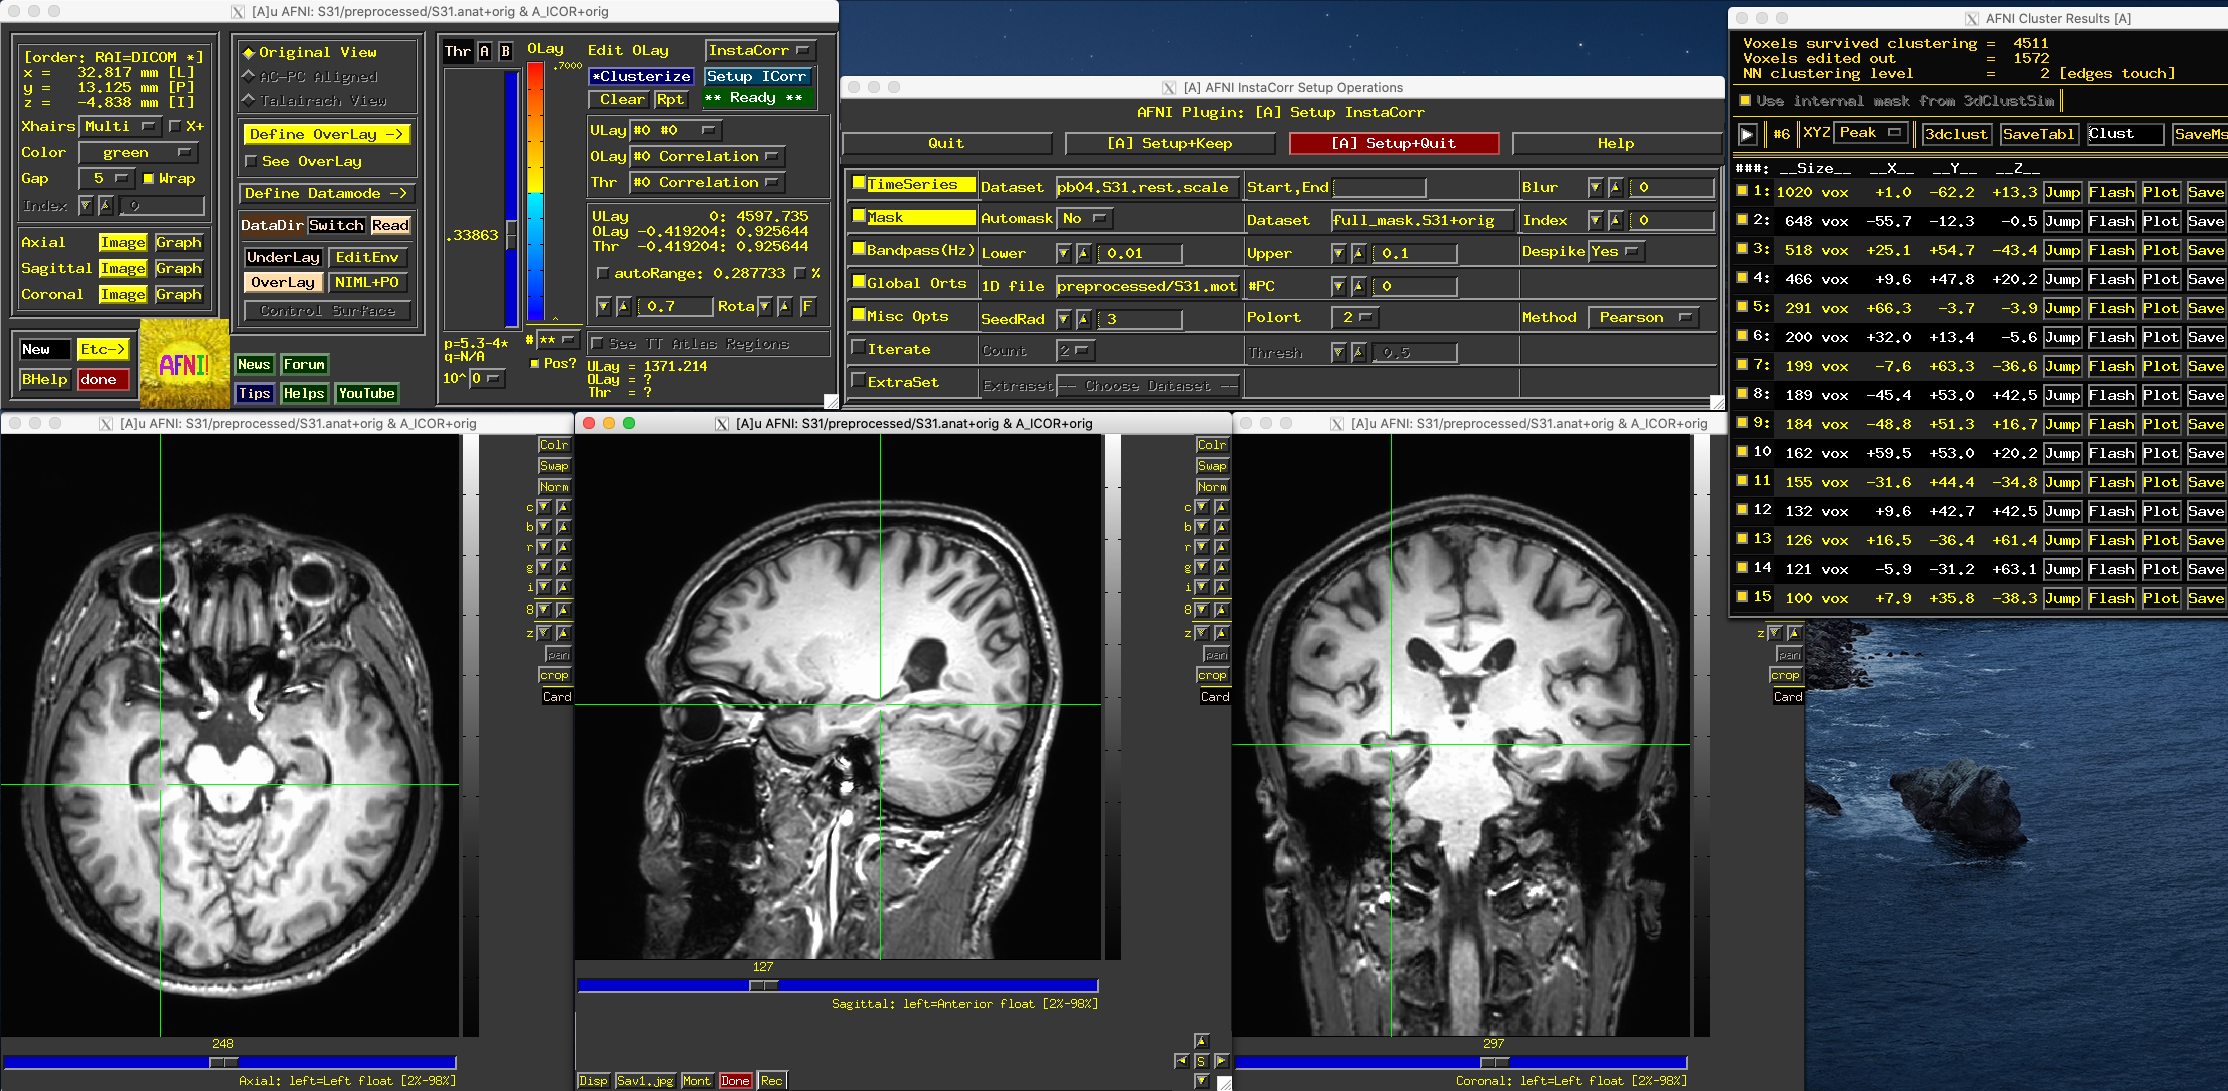 [A]u AFNI: S31/preprocessed/S31.anat+orig & A_ICOR+orig
[order: RAI=DICOM *]
x = 32.817 mm [L]
y = 13.125 mm [P]
z = -4.838 mm [I]
Xhairs Multi X+
Color green
Gap 5 Wrap
Index 0
Axial Image Graph
Sagittal Image Graph
Coronal Image Graph
New Etc->
BHelp done
AFNI!
Original View
AC-PC Aligned
Talairach View
Define OverLay ->
See OverLay
Define Datamode ->
DataDir Switch Read
UnderLay EditEnv
OverLay NIML+PO
Control Surface
News Forum
Tips Helps YouTube
Thr A B
.33863
p=5.3-4*
q=N/A
10^ 0
OLay
.7000
# **
Pos?
Edit OLay InstaCorr
*Clusterize Setup ICorr
Clear Rpt ** Ready **
ULay #0 #0
OLay #0 Correlation
Thr #0 Correlation
ULay 0: 4597.735
OLay -0.419204: 0.925644
Thr -0.419204: 0.925644
autoRange: 0.287733 %
0.7 Rota F
See TT Atlas Regions
ULay = 1371.214
OLay = ?
Thr = ?
[A] AFNI InstaCorr Setup Operations
AFNI Plugin: [A] Setup InstaCorr
Quit [A] Setup+Keep [A] Setup+Quit Help
TimeSeries Dataset pb04.S31.rest.scale Start,End Blur 0
Mask Automask No Dataset full_mask.S31+orig Index 0
Bandpass(Hz) Lower 0.01 Upper 0.1 Despike Yes
Global Orts 1D file preprocessed/S31.mot #PC 0
Misc Opts SeedRad 3 Polort 2 Method Pearson
Iterate Count 2 Thresh 0.5
ExtraSet Extraset -- Choose Dataset --
AFNI Cluster Results [A]
Voxels survived clustering = 4511
Voxels edited out = 1572
NN clustering level = 2 [edges touch]
Use internal mask from 3dClustSim
#6 XYZ Peak 3dclust SaveTabl Clust SaveMs
###: __Size__ __X__ __Y__ __Z__
1: 1020 vox +1.0 -62.2 +13.3 Jump Flash Plot Save
2: 648 vox -55.7 -12.3 -0.5 Jump Flash Plot Save
3: 518 vox +25.1 +54.7 -43.4 Jump Flash Plot Save
4: 466 vox +9.6 +47.8 +20.2 Jump Flash Plot Save
5: 291 vox +66.3 -3.7 -3.9 Jump Flash Plot Save
6: 200 vox +32.0 +13.4 -5.6 Jump Flash Plot Save
7: 199 vox -7.6 +63.3 -36.6 Jump Flash Plot Save
8: 189 vox -45.4 +53.0 +42.5 Jump Flash Plot Save
9: 184 vox -48.8 +51.3 +16.7 Jump Flash Plot Save
10 162 vox +59.5 +53.0 +20.2 Jump Flash Plot Save
11 155 vox -31.6 +44.4 -34.8 Jump Flash Plot Save
12 132 vox +9.6 +42.7 +42.5 Jump Flash Plot Save
13 126 vox +16.5 -36.4 +61.4 Jump Flash Plot Save
14 121 vox -5.9 -31.2 +63.1 Jump Flash Plot Save
15 100 vox +7.9 +35.8 -38.3 Jump Flash Plot Save
[A]u AFNI: S31/preprocessed/S31.anat+orig & A_ICOR+orig
Colr
Swap
Norm
c
b
r
g
i
8
z
pan
crop
Card
248
Axial: left=Left float [2%-98%]
[A]u AFNI: S31/preprocessed/S31.anat+orig & A_ICOR+orig
Colr
Swap
Norm
c
b
r
g
i
8
z
pan
crop
Card
127
Sagittal: left=Anterior float [2%-98%]
Disp Sav1.jpg Mont Done Rec
S
[A]u AFNI: S31/preprocessed/S31.anat+orig & A_ICOR+orig
z
pan
crop
Card
297
Coronal: left=Left float [2%-98%]